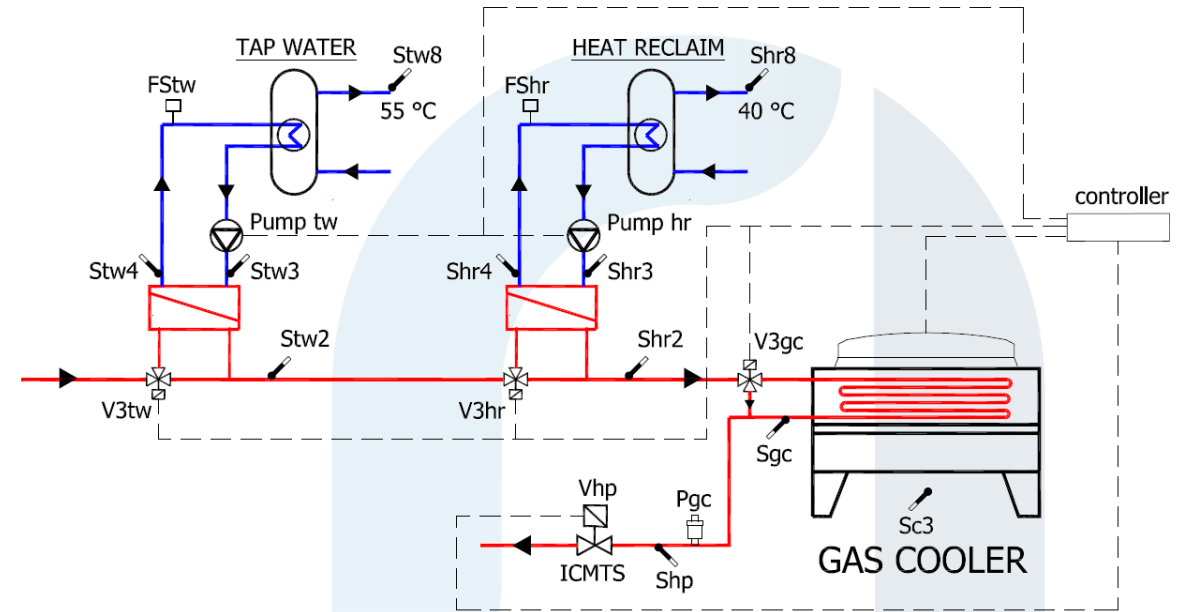 TAP WATER
Stw8
HEAT RECLAIM
Shr8
FStw
55 °C
FShr
40 °C
controller
Pump tw
Pump hr
Stw4
Stw3
Shr4
Shr3
Stw2
Shr2
V3gc
V3tw
V3hr
Sgc
Vhp
Pgc
Sc3
ICMTS
Shp
GAS COOLER